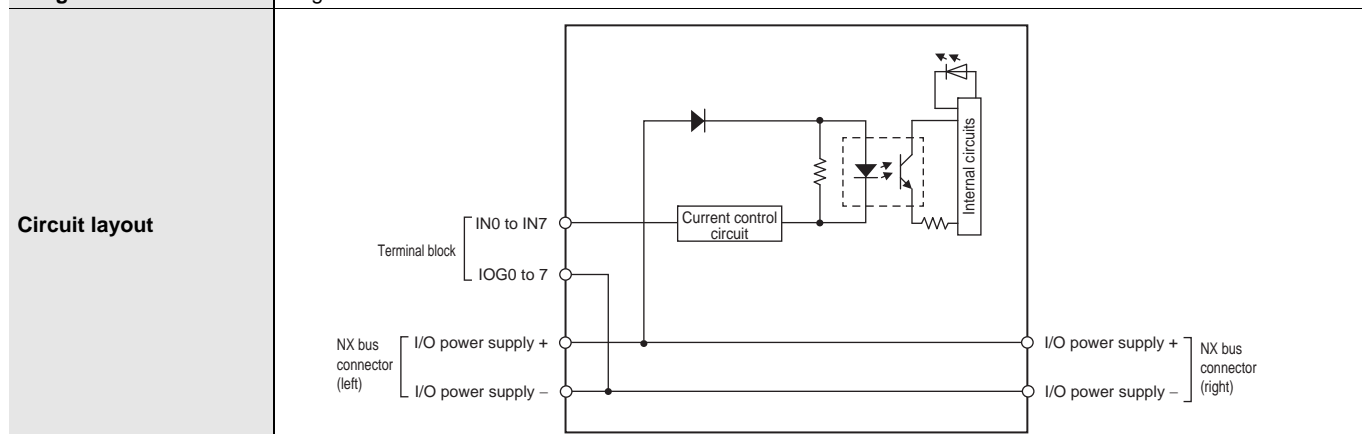 Circuit layout
Terminal block
IN0 to IN7
IOG0 to 7
Current control
circuit
Internal circuits
NX bus
connector
(left)
I/O power supply +
I/O power supply –
I/O power supply +
I/O power supply –
NX bus
connector
(right)